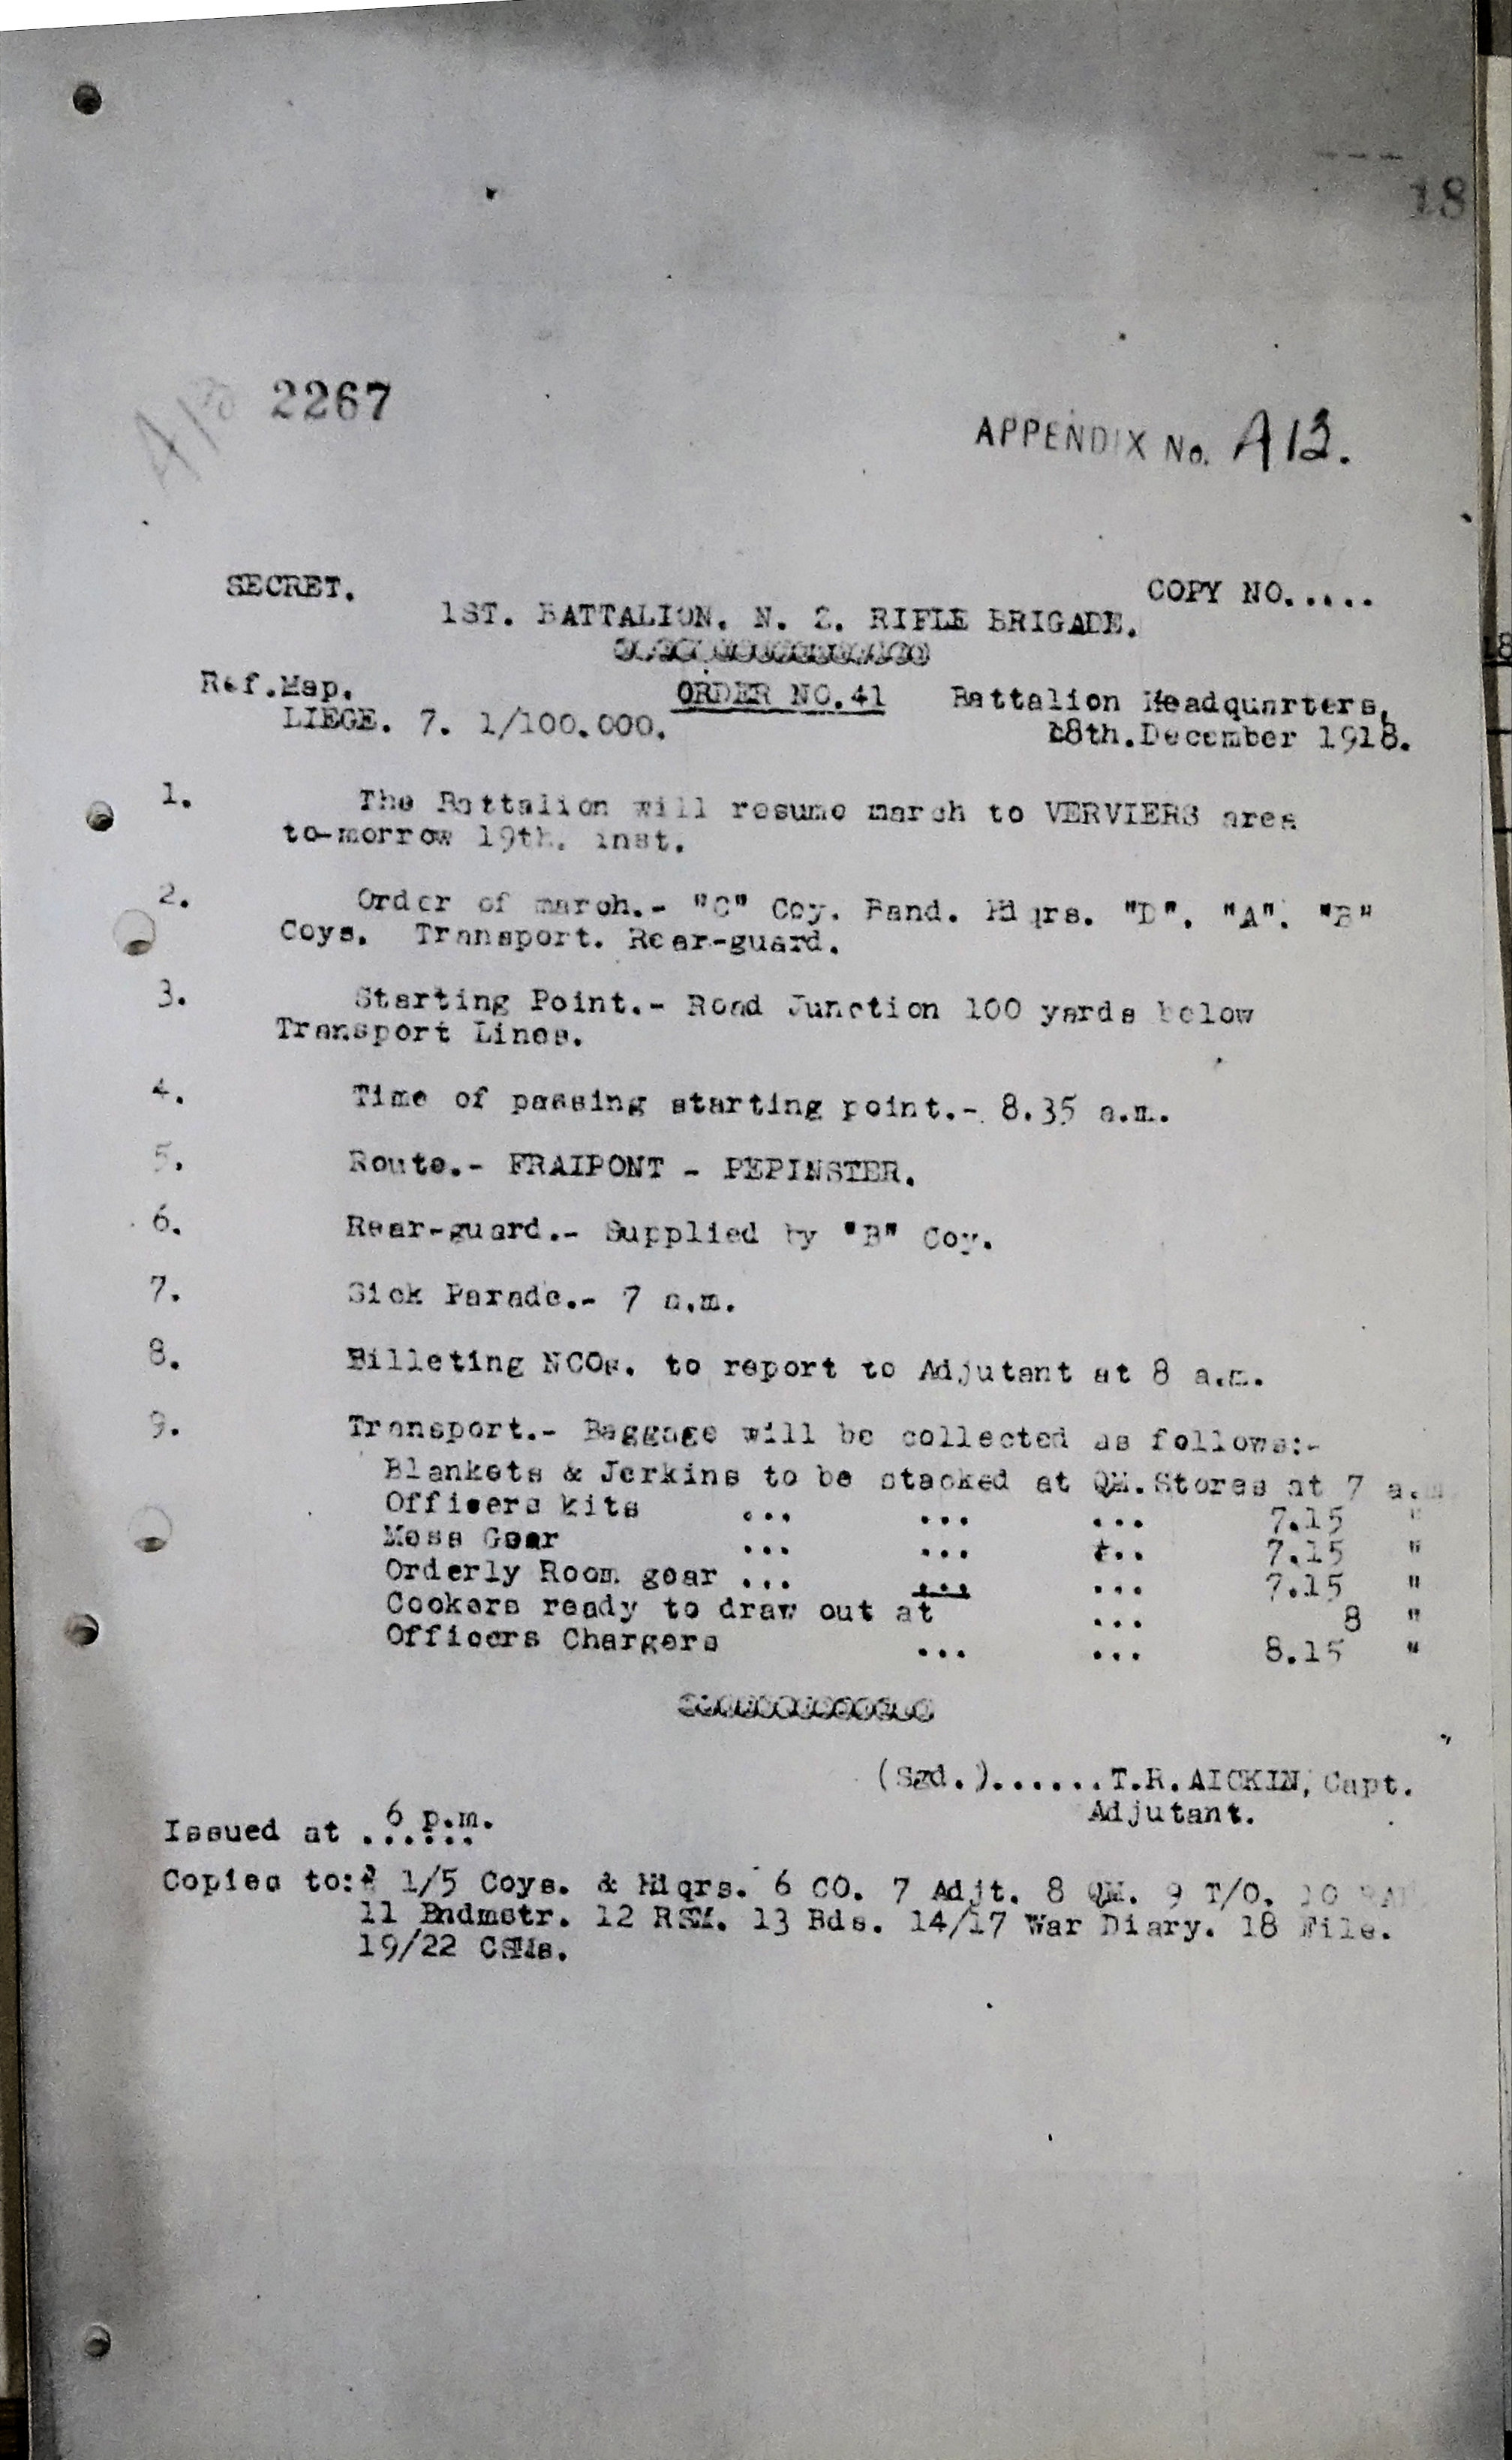 18
2267
APPENDIX No. A13.
SECRET.
COPY NO.....
1ST. BATTALION. N. Z. RIFLE BRIGADE.
Ref.Map.
ORDER NO.41
Battalion Headquarters,
LIEGE. 7. 1/100.000.
18th.December 1918.
1. The Battalion will resume march to VERVIERS area
to-morrow 19th. inst.
2. Order of march.- "C" Coy. Band. Hdqrs. "D". "A". "B"
Coys. Transport. Rear-guard.
3. Starting Point.- Road Junction 100 yards below
Transport Lines.
4. Time of passing starting point.- 8.35 a.m.
5. Route.- FRAIPONT - PEPINSTER.
6. Rear-guard.- Supplied by "B" Coy.
7. Sick Parade.- 7 a.m.
8. Billeting NCOs. to report to Adjutant at 8 a.m.
9. Transport.- Baggage will be collected as follows:-
Blankets & Jerkins to be stacked at QM.Stores at 7 a.m.
Officers kits ... ... ... 7.15 "
Mess Gear ... ... ... 7.15 "
Orderly Room gear ... ... ... 7.15 "
Cookers ready to draw out at ... 8 "
Officers Chargers ... ... 8.15 "
(Sgd.)......T.R.AICKIN, Capt.
Adjutant.
Issued at 6 p.m.
Copies to: 1/5 Coys. & Hdqrs. 6 CO. 7 Adjt. 8 QM. 9 T/O. 10
11 Bndmstr. 12 RSM. 13 Bde. 14/17 War Diary. 18 File.
19/22 CSMs.